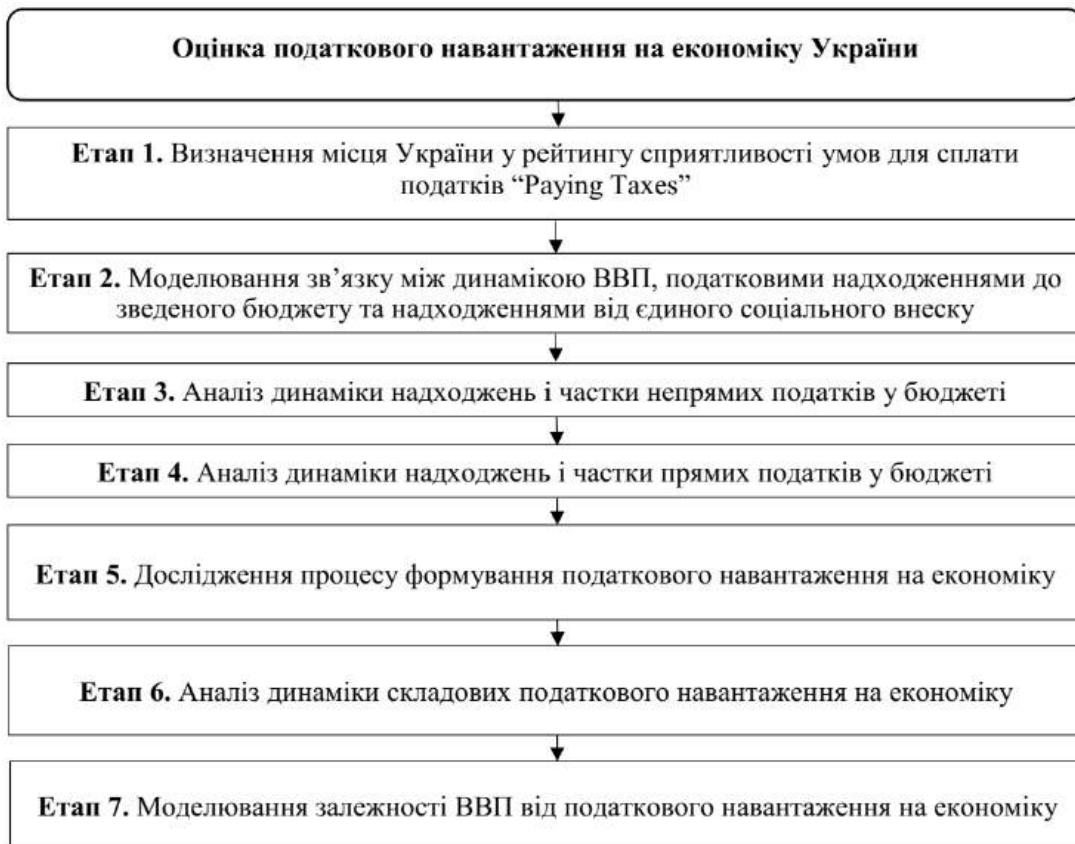 Оцінка податкового навантаження на економіку України
Етап 1. Визначення місця України у рейтингу сприятливості умов для сплати
податків “Paying Taxes”
Етап 2. Моделювання зв’язку між динамікою ВВП, податковими надходженнями до
зведеного бюджету та надходженнями від єдиного соціального внеску
Етап 3. Аналіз динаміки надходжень і частки непрямих податків у бюджеті
Етап 4. Аналіз динаміки надходжень і частки прямих податків у бюджеті
Етап 5. Дослідження процесу формування податкового навантаження на економіку
Етап 6. Аналіз динаміки складових податкового навантаження на економіку
Етап 7. Моделювання залежності ВВП від податкового навантаження на економіку